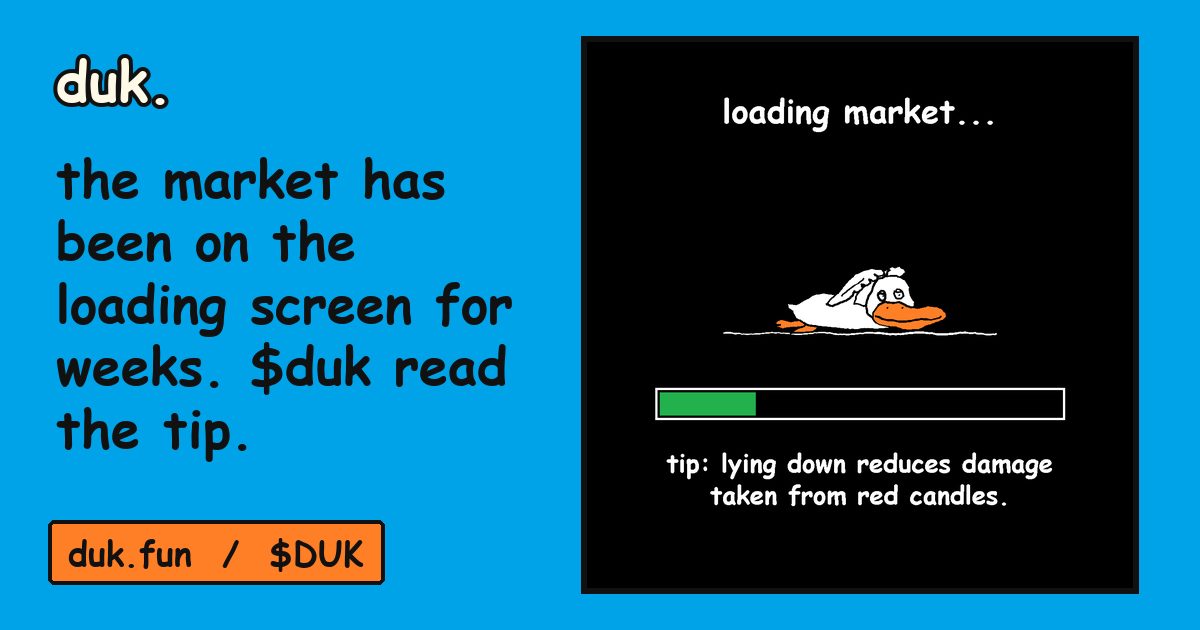 duk.
the market has
been on the
loading screen for
weeks. $duk read
the tip.
duk.fun / $DUK
loading market...
tip: lying down reduces damage
taken from red candles.